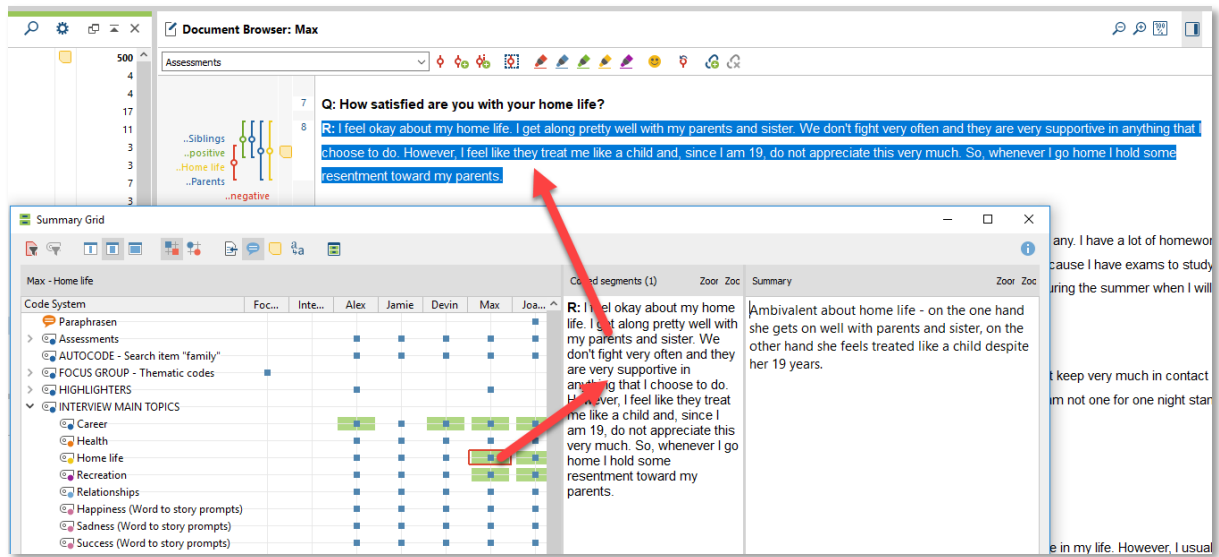 Document Browser: Max
500
4
4
17
11
3
3
7
3
Assessments
7
Q: How satisfied are you with your home life?
8
R: I feel okay about my home life. I get along pretty well with my parents and sister. We don't fight very often and they are very supportive in anything that I
choose to do. However, I feel like they treat me like a child and, since I am 19, do not appreciate this very much. So, whenever I go home I hold some
resentment toward my parents.
..Siblings
..positive
..Home life
..Parents
..negative
any. I have a lot of homewor
cause I have exams to study
uring the summer when I will
t keep very much in contact
m not one for one night stan
e in my life. However, I usual
Summary Grid
Max - Home life
Coded segments (1) Zoor Zoc
Summary Zoor Zoc
Code System Foc... Inte... Alex Jamie Devin Max Joa...
Paraphrasen
Assessments
AUTOCODE - Search item "family"
FOCUS GROUP - Thematic codes
HIGHLIGHTERS
INTERVIEW MAIN TOPICS
Career
Health
Home life
Recreation
Relationships
Happiness (Word to story prompts)
Sadness (Word to story prompts)
Success (Word to story prompts)
R: I feel okay about my home
life. I get along pretty well with
my parents and sister. We
don't fight very often and they
are very supportive in
anything that I choose to do.
However, I feel like they treat
me like a child and, since I
am 19, do not appreciate this
very much. So, whenever I go
home I hold some
resentment toward my
parents.
Ambivalent about home life - on the one hand
she gets on well with parents and sister, on the
other hand she feels treated like a child despite
her 19 years.